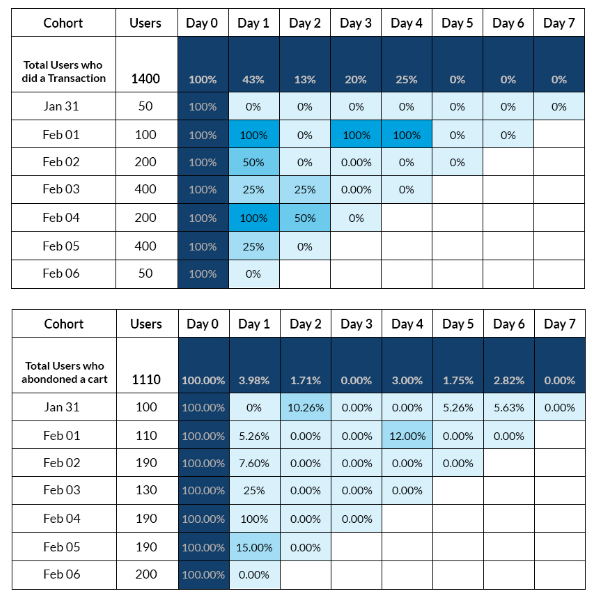 Cohort Users Day 0 Day 1 Day 2 Day 3 Day 4 Day 5 Day 6 Day 7
Total Users who
did a Transaction 1400 100% 43% 13% 20% 25% 0% 0% 0%
Jan 31 50 100% 0% 0% 0% 0% 0% 0% 0%
Feb 01 100 100% 100% 0% 100% 100% 0% 0%
Feb 02 200 100% 50% 0% 0.00% 0% 0%
Feb 03 400 100% 25% 25% 0.00% 0%
Feb 04 200 100% 100% 50% 0%
Feb 05 400 100% 25% 0%
Feb 06 50 100% 0%
Cohort Users Day 0 Day 1 Day 2 Day 3 Day 4 Day 5 Day 6 Day 7
Total Users who
abondoned a cart 1110 100.00% 3.98% 1.71% 0.00% 3.00% 1.75% 2.82% 0.00%
Jan 31 100 100.00% 0% 10.26% 0.00% 0.00% 5.26% 5.63% 0.00%
Feb 01 110 100.00% 5.26% 0.00% 0.00% 12.00% 0.00% 0.00%
Feb 02 190 100.00% 7.60% 0.00% 0.00% 0.00% 0.00%
Feb 03 130 100.00% 25% 0.00% 0.00% 0.00%
Feb 04 190 100.00% 100% 0.00% 0.00%
Feb 05 190 100.00% 15.00% 0.00%
Feb 06 200 100.00% 0.00%